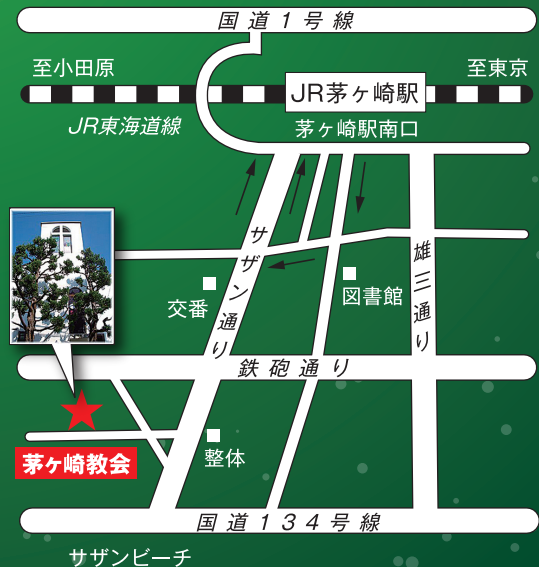 国道1号線
至小田原
至東京
JR茅ヶ崎駅
JR東海道線
茅ヶ崎駅南口
サザン通り
雄三通り
交番
図書館
鉄砲通り
茅ヶ崎教会
整体
国道134号線
サザンビーチ